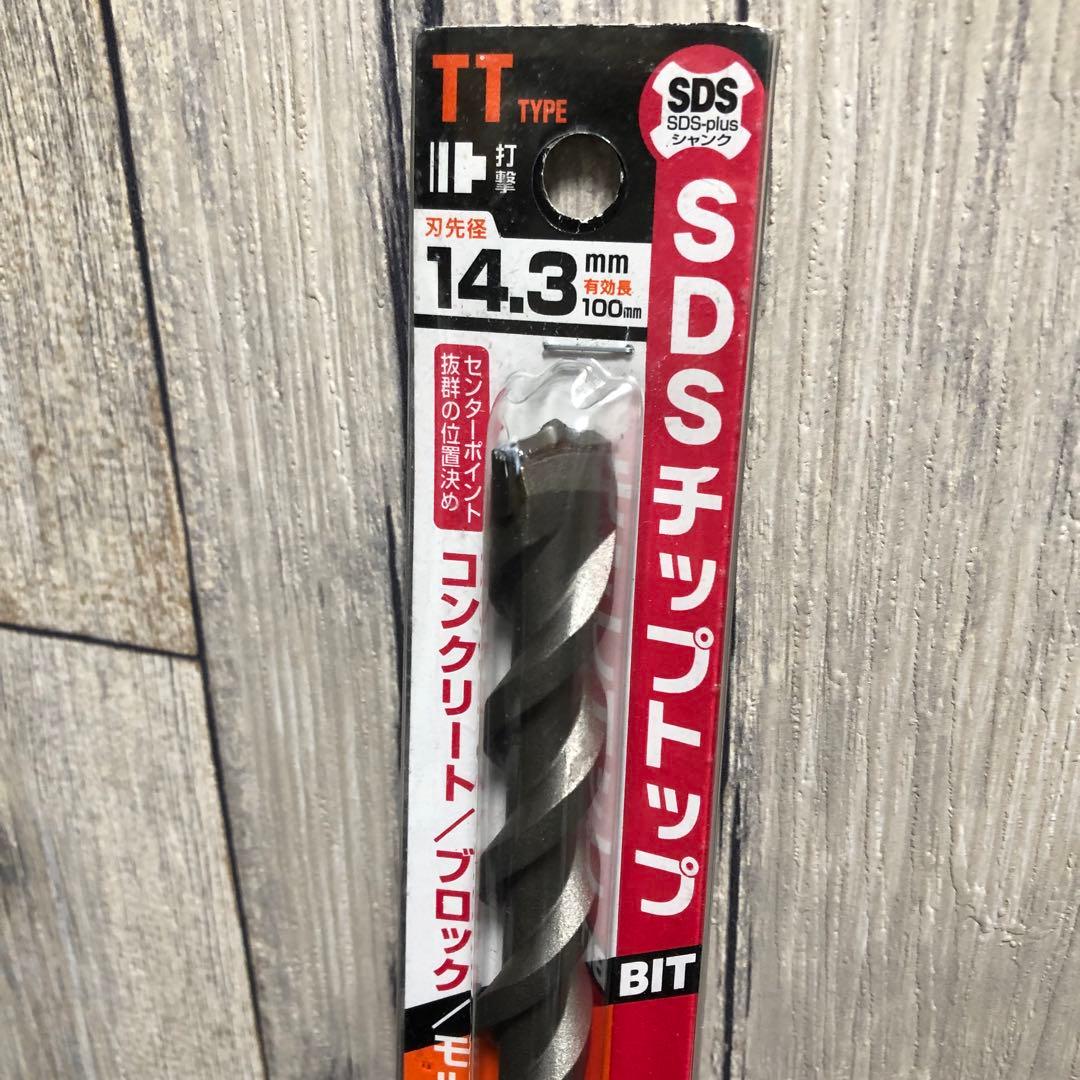 TT TYPE
打撃
SDS
SDS-plus
シャンク
刃先径
14.3mm
有効長
100mm
センターポイント
抜群の位置決め
コンクリート/ブロック/モル
SDSチップトップ
BIT